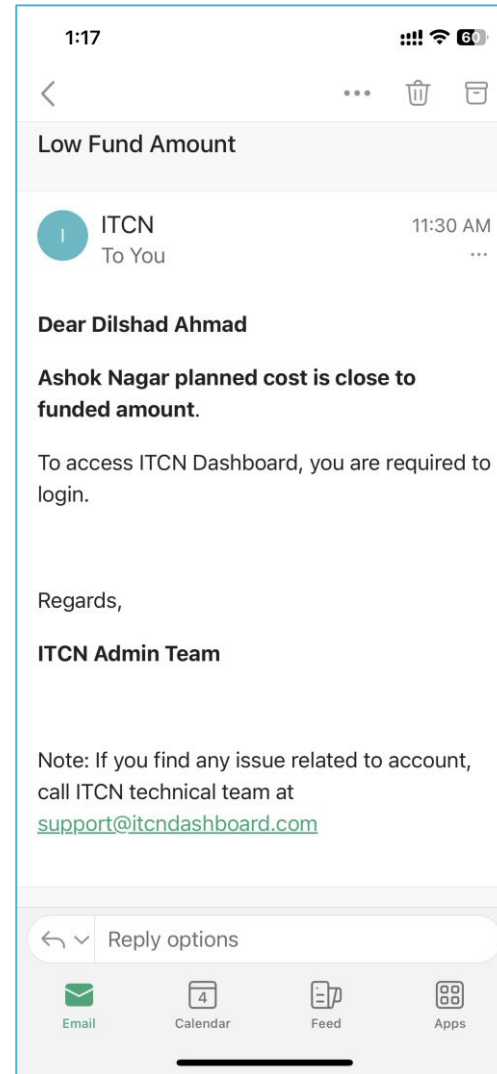 1:17
60
Low Fund Amount
I
ITCN
11:30 AM
To You
Dear Dilshad Ahmad
Ashok Nagar planned cost is close to
funded amount.
To access ITCN Dashboard, you are required to
login.
Regards,
ITCN Admin Team
Note: If you find any issue related to account,
call ITCN technical team at
support@itcndashboard.com
Reply options
4
Email
Calendar
Feed
Apps